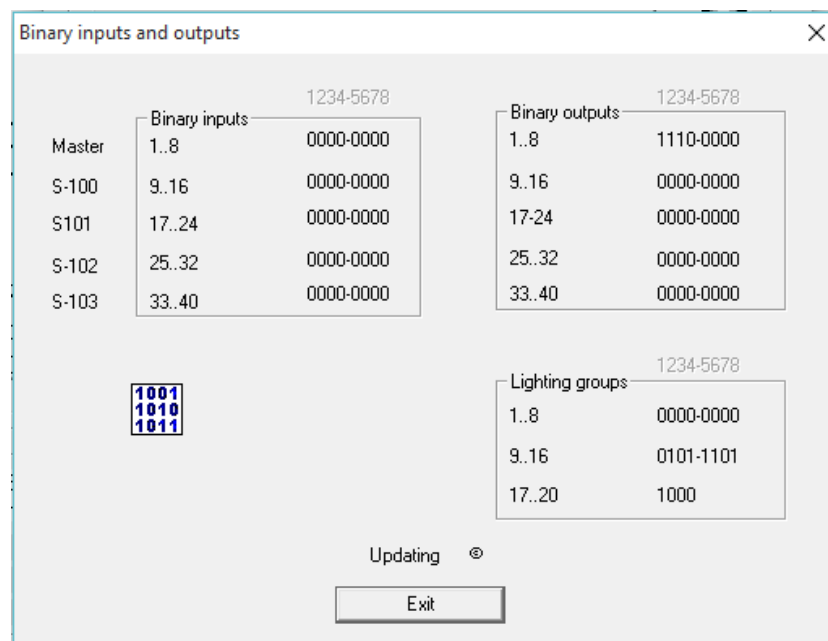 Binary inputs and outputs
1234-5678
1234-5678
Binary inputs
Binary outputs
Master 1..8 0000-0000 1..8 1110-0000
S-100 9..16 0000-0000 9..16 0000-0000
S101 17..24 0000-0000 17-24 0000-0000
S-102 25..32 0000-0000 25..32 0000-0000
S-103 33..40 0000-0000 33..40 0000-0000
1234-5678
Lighting groups
1..8 0000-0000
9..16 0101-1101
17..20 1000
1001
1010
1011
Updating ©
Exit